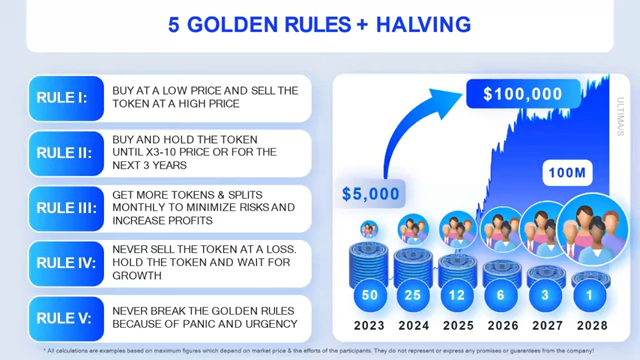 5 GOLDEN RULES + HALVING
RULE I:
BUY AT A LOW PRICE AND SELL THE
TOKEN AT A HIGH PRICE
RULE II:
BUY AND HOLD THE TOKEN
UNTIL X3-10 PRICE OR FOR THE
NEXT 3 YEARS
RULE III:
GET MORE TOKENS & SPLITS
MONTHLY TO MINIMIZE RISKS AND
INCREASE PROFITS
RULE IV:
NEVER SELL THE TOKEN AT A LOSS.
HOLD THE TOKEN AND WAIT FOR
GROWTH
RULE V:
NEVER BREAK THE GOLDEN RULES
BECAUSE OF PANIC AND URGENCY
$100,000
$5,000
100M
50 25 12 6 3 1
2023 2024 2025 2026 2027 2028
* All calculations are examples based on maximum figures which depend on market price & the efforts of the participants. They do not represent or express any promises or guarantees from the company!